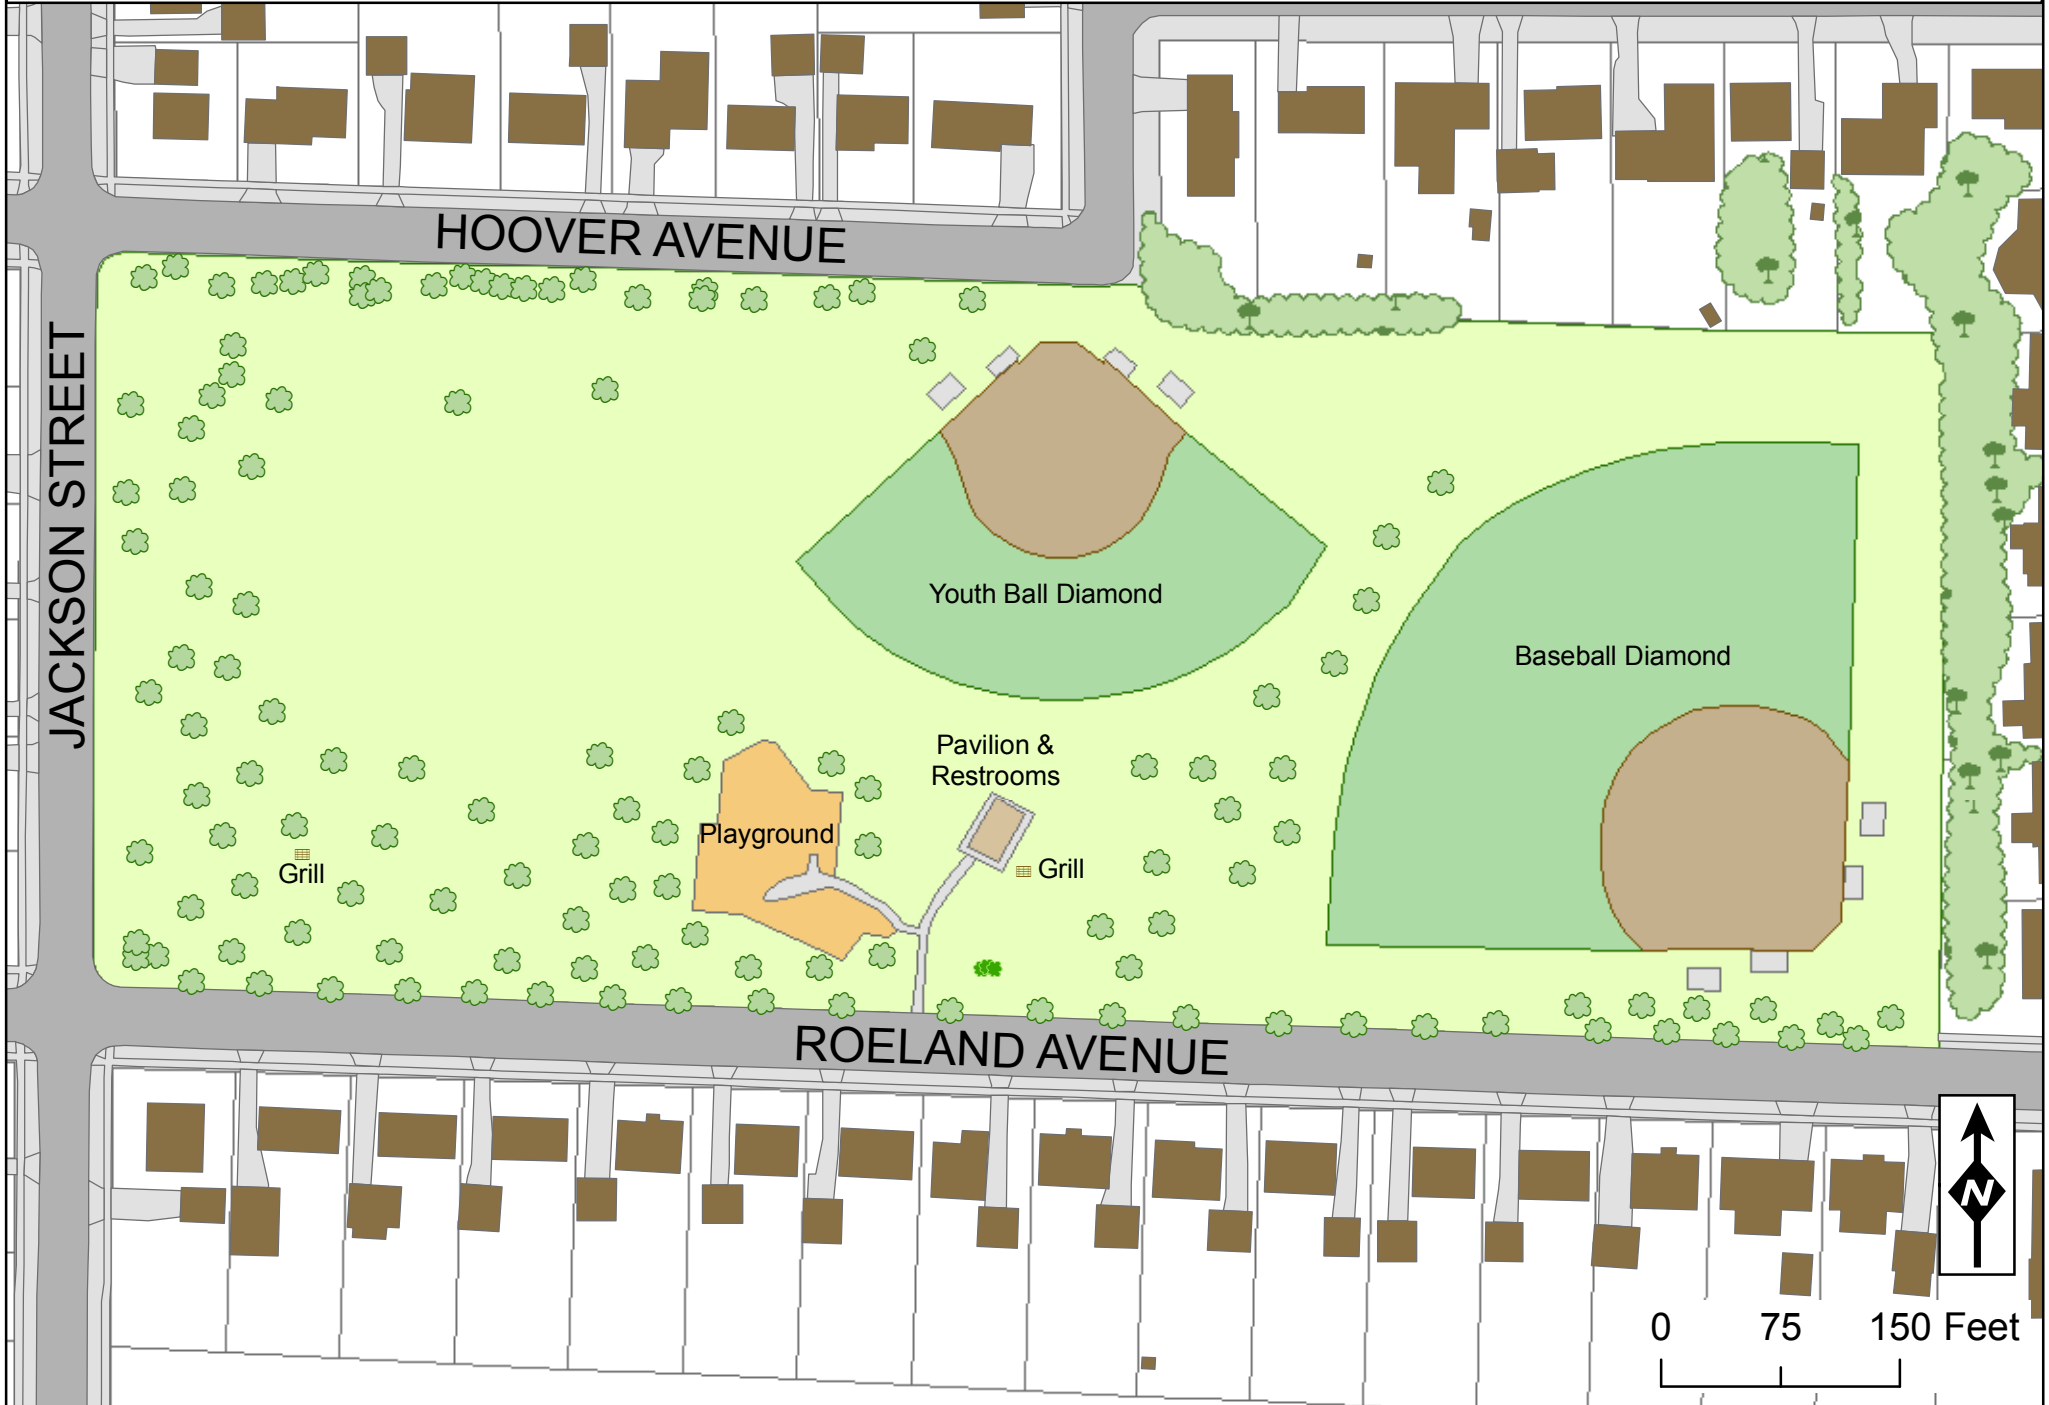 HOOVER AVENUE
JACKSON STREET
Youth Ball Diamond
Baseball Diamond
Pavilion &
Restrooms
Playground
Grill
Grill
ROELAND AVENUE
N
0 75 150 Feet